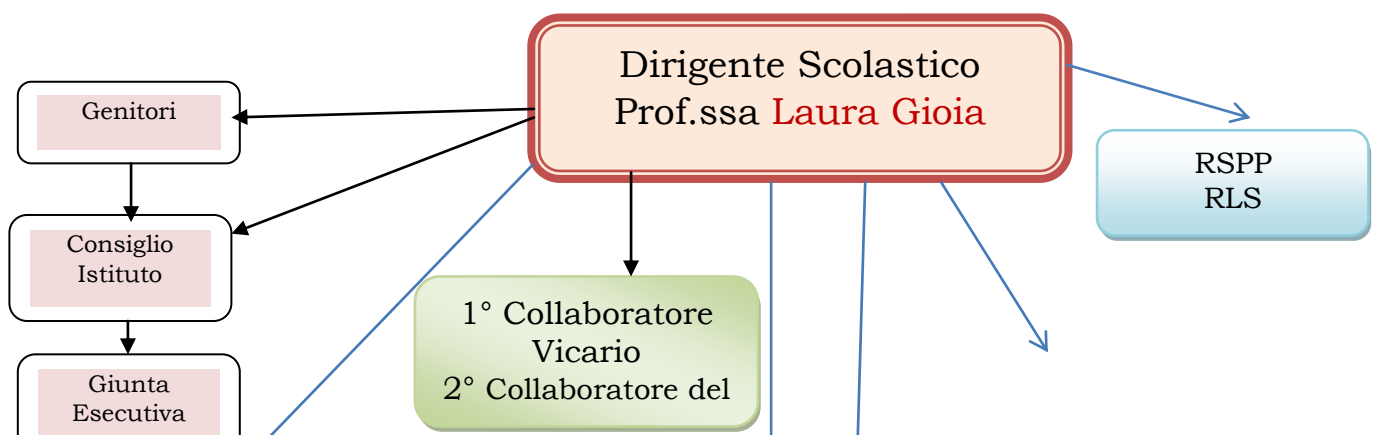 Dirigente Scolastico
Prof.ssa Laura Gioia
Genitori
RSPP
RLS
Consiglio
Istituto
1° Collaboratore
Vicario
2° Collaboratore del
Giunta
Esecutiva